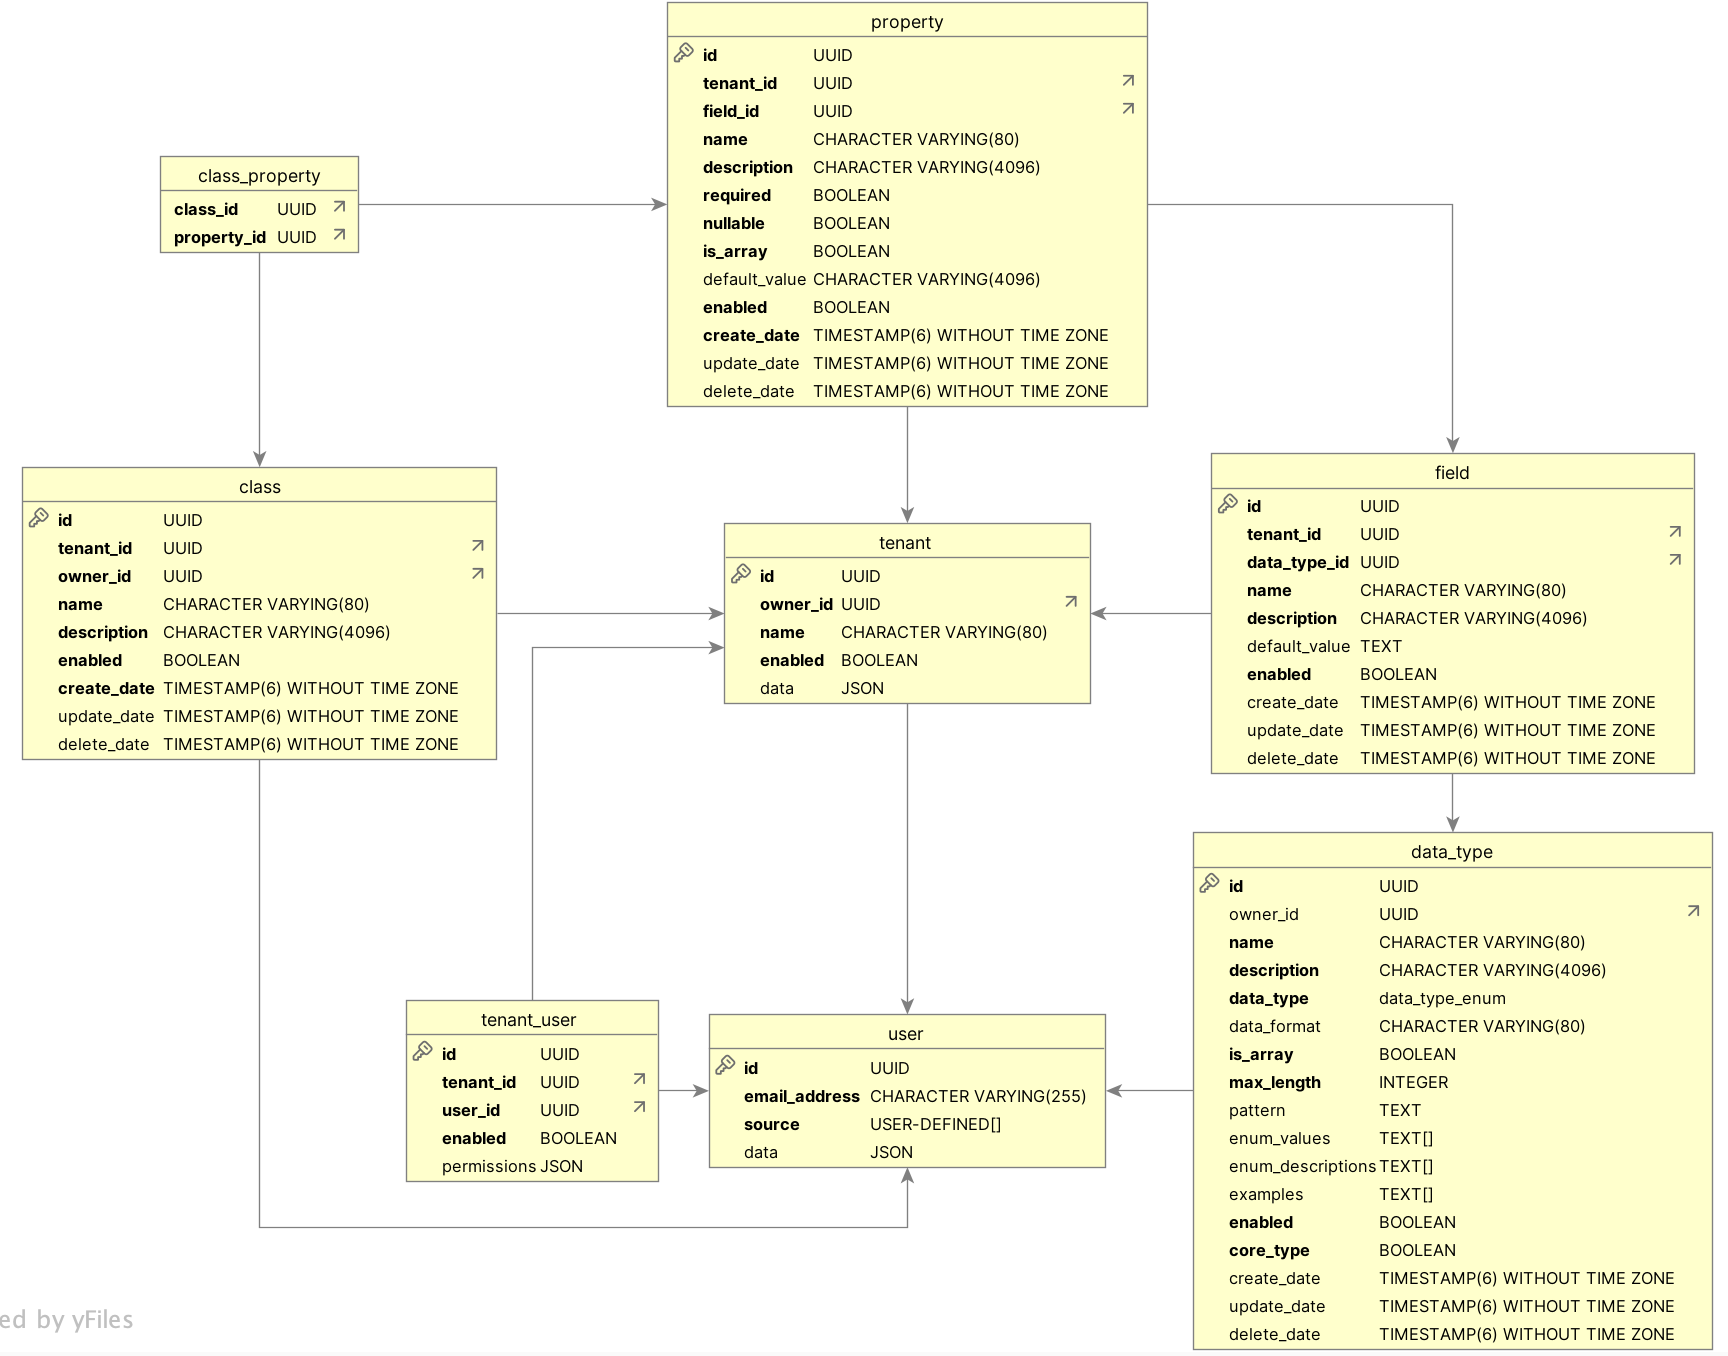 property
id UUID
tenant_id UUID
field_id UUID
name CHARACTER VARYING(80)
description CHARACTER VARYING(4096)
required BOOLEAN
nullable BOOLEAN
is_array BOOLEAN
default_value CHARACTER VARYING(4096)
enabled BOOLEAN
create_date TIMESTAMP(6) WITHOUT TIME ZONE
update_date TIMESTAMP(6) WITHOUT TIME ZONE
delete_date TIMESTAMP(6) WITHOUT TIME ZONE
class_property
class_id UUID
property_id UUID
class
id UUID
tenant_id UUID
owner_id UUID
name CHARACTER VARYING(80)
description CHARACTER VARYING(4096)
enabled BOOLEAN
create_date TIMESTAMP(6) WITHOUT TIME ZONE
update_date TIMESTAMP(6) WITHOUT TIME ZONE
delete_date TIMESTAMP(6) WITHOUT TIME ZONE
tenant
id UUID
owner_id UUID
name CHARACTER VARYING(80)
enabled BOOLEAN
data JSON
field
id UUID
tenant_id UUID
data_type_id UUID
name CHARACTER VARYING(80)
description CHARACTER VARYING(4096)
default_value TEXT
enabled BOOLEAN
create_date TIMESTAMP(6) WITHOUT TIME ZONE
update_date TIMESTAMP(6) WITHOUT TIME ZONE
delete_date TIMESTAMP(6) WITHOUT TIME ZONE
tenant_user
id UUID
tenant_id UUID
user_id UUID
enabled BOOLEAN
permissions JSON
user
id UUID
email_address CHARACTER VARYING(255)
source USER-DEFINED[]
data JSON
data_type
id UUID
owner_id UUID
name CHARACTER VARYING(80)
description CHARACTER VARYING(4096)
data_type data_type_enum
data_format CHARACTER VARYING(80)
is_array BOOLEAN
max_length INTEGER
pattern TEXT
enum_values TEXT[]
enum_descriptions TEXT[]
examples TEXT[]
enabled BOOLEAN
core_type BOOLEAN
create_date TIMESTAMP(6) WITHOUT TIME ZONE
update_date TIMESTAMP(6) WITHOUT TIME ZONE
delete_date TIMESTAMP(6) WITHOUT TIME ZONE
ed by yFiles